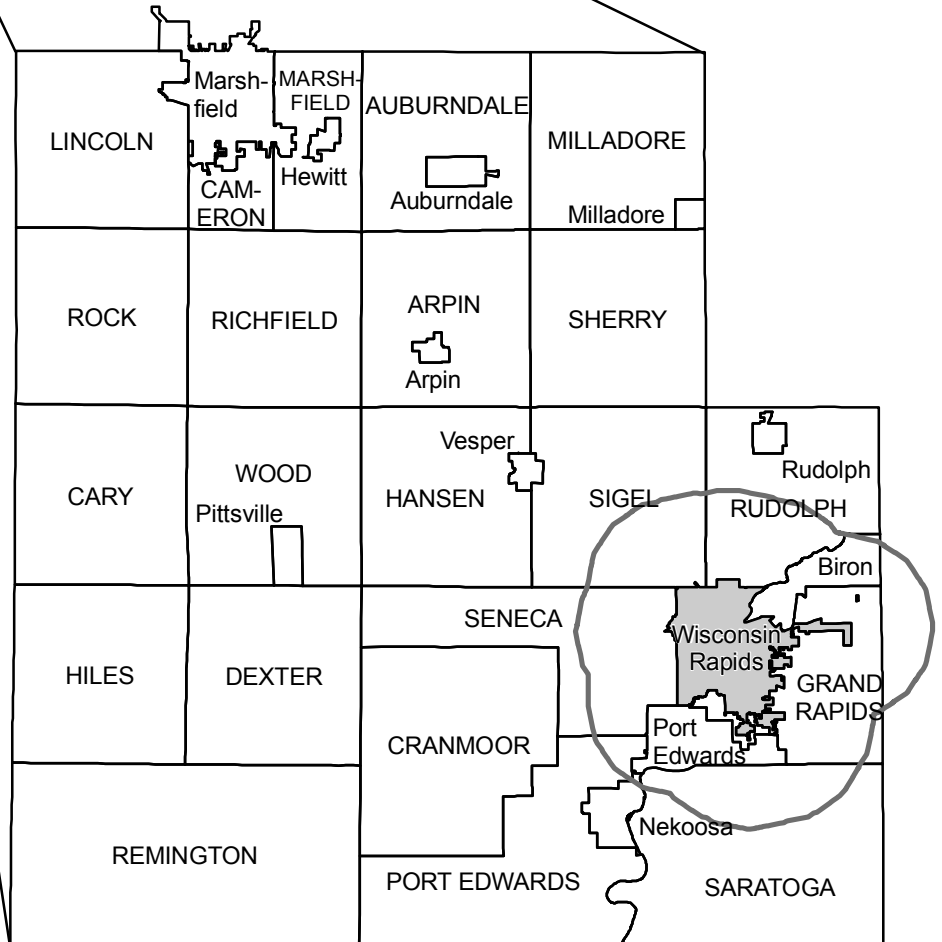 Marsh-
field
MARSH-
FIELD
AUBURNDALE
LINCOLN
MILLADORE
Hewitt
CAM-
ERON
Auburndale
Milladore
ROCK
RICHFIELD
ARPIN
SHERRY
Arpin
Vesper
Rudolph
WOOD
CARY
HANSEN
SIGEL
RUDOLPH
Pittsville
Biron
SENECA
Wisconsin
Rapids
HILES
DEXTER
GRAND
RAPIDS
CRANMOOR
Port
Edwards
Nekoosa
REMINGTON
PORT EDWARDS
SARATOGA